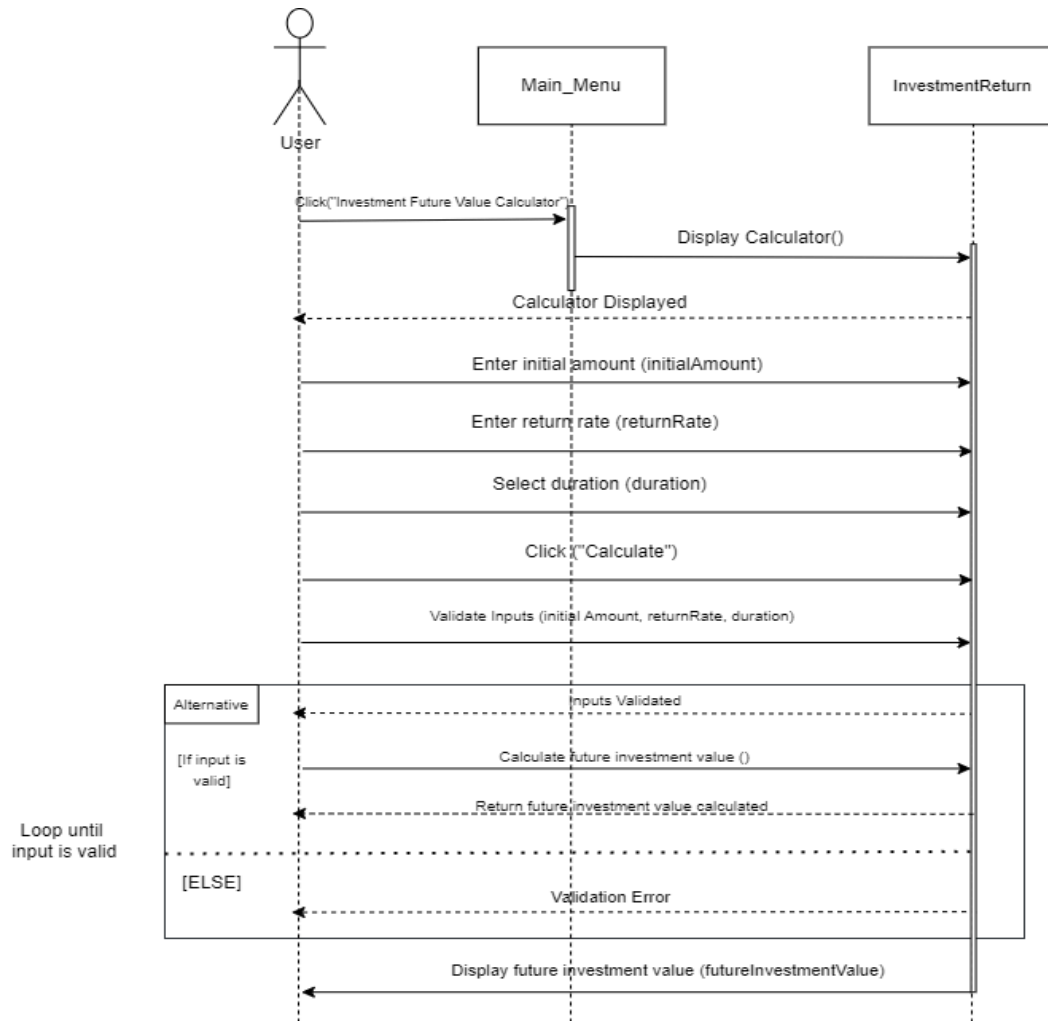 User
Main_Menu
InvestmentReturn
Click("Investment Future Value Calculator")
Display Calculator()
Calculator Displayed
Enter initial amount (initialAmount)
Enter return rate (returnRate)
Select duration (duration)
Click ("Calculate")
Validate Inputs (initial Amount, returnRate, duration)
Alternative
Inputs Validated
[If input is
valid]
Calculate future investment value ()
Return future investment value calculated
Loop until
input is valid
[ELSE]
Validation Error
Display future investment value (futureInvestmentValue)